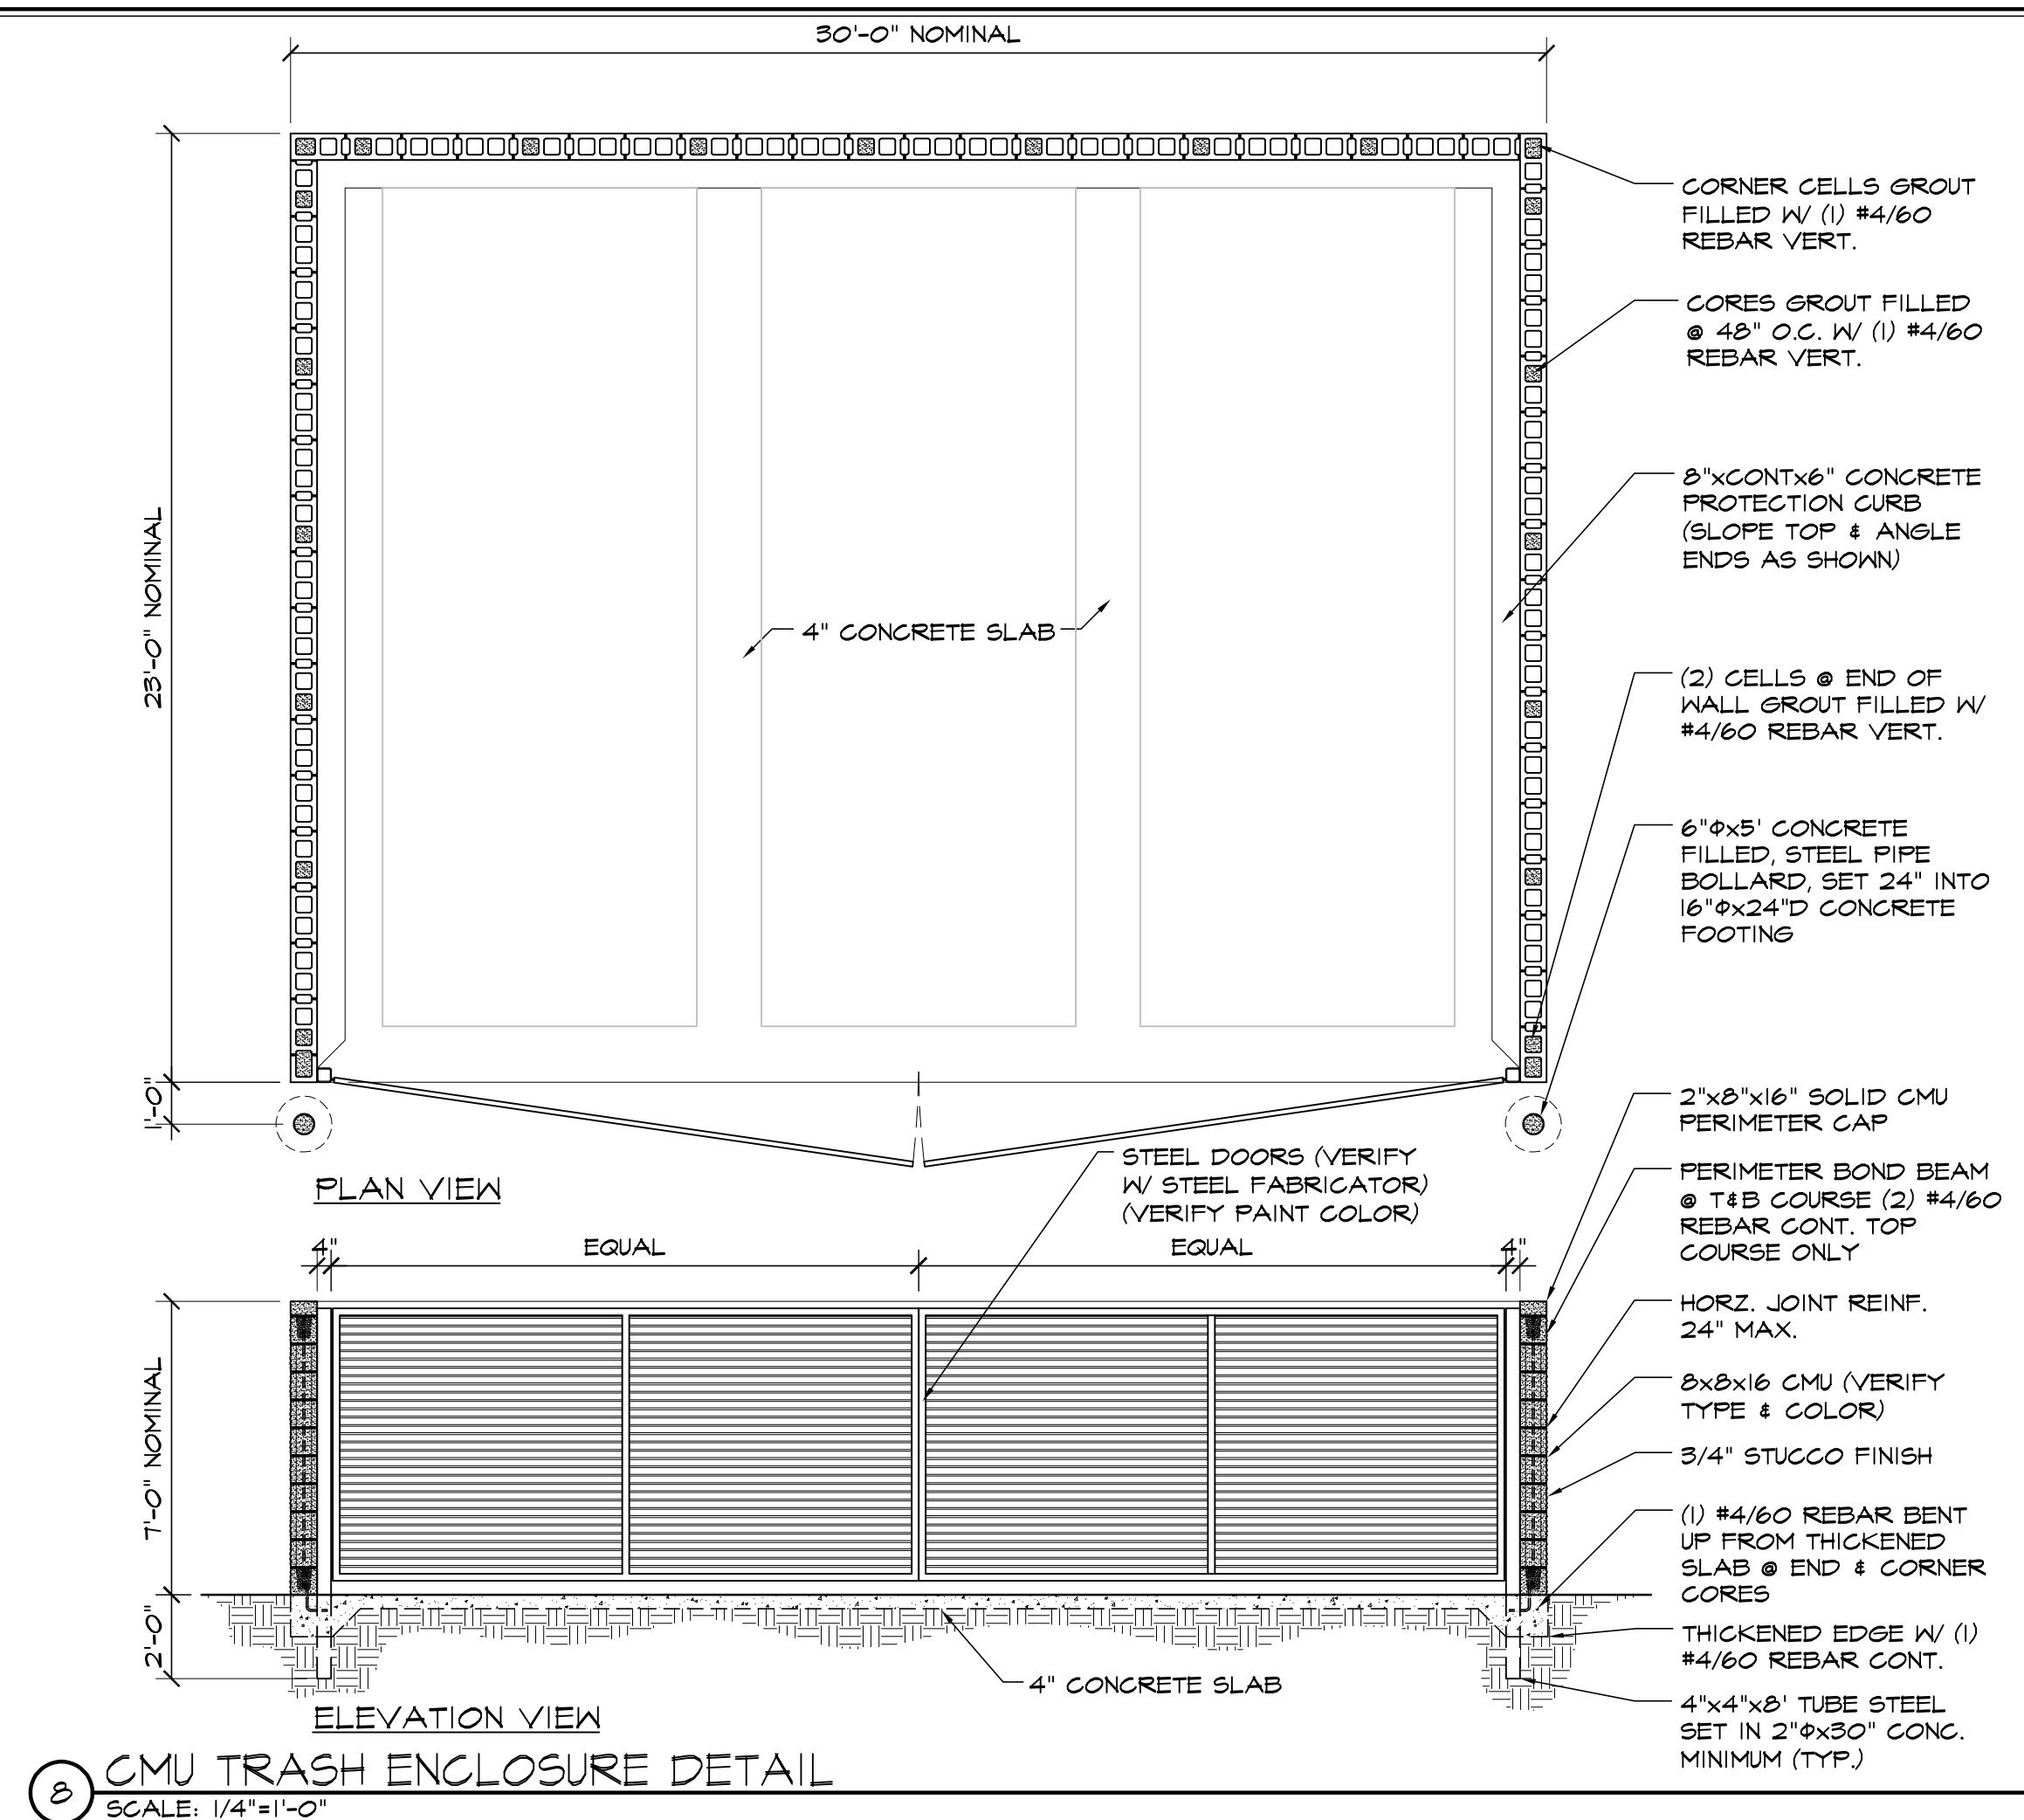 30'-0" NOMINAL
23'-0" NOMINAL
1'-0"
4" CONCRETE SLAB
CORNER CELLS GROUT
FILLED W/ (1) #4/60
REBAR VERT.
CORES GROUT FILLED
@ 48" O.C. W/ (1) #4/60
REBAR VERT.
8"xCONTx6" CONCRETE
PROTECTION CURB
(SLOPE TOP & ANGLE
ENDS AS SHOWN)
(2) CELLS @ END OF
WALL GROUT FILLED W/
#4/60 REBAR VERT.
6"Φx5' CONCRETE
FILLED, STEEL PIPE
BOLLARD, SET 24" INTO
16"Φx24"D CONCRETE
FOOTING
PLAN VIEW
STEEL DOORS (VERIFY
W/ STEEL FABRICATOR)
(VERIFY PAINT COLOR)
4"
EQUAL
EQUAL
4"
7'-0" NOMINAL
2'-0"
2"x8"x16" SOLID CMU
PERIMETER CAP
PERIMETER BOND BEAM
@ T&B COURSE (2) #4/60
REBAR CONT. TOP
COURSE ONLY
HORZ. JOINT REINF.
24" MAX.
8x8x16 CMU (VERIFY
TYPE & COLOR)
3/4" STUCCO FINISH
(1) #4/60 REBAR BENT
UP FROM THICKENED
SLAB @ END & CORNER
CORES
THICKENED EDGE W/ (1)
#4/60 REBAR CONT.
4"x4"x8' TUBE STEEL
SET IN 2"Φx30" CONC.
MINIMUM (TYP.)
4" CONCRETE SLAB
ELEVATION VIEW
8 CMU TRASH ENCLOSURE DETAIL
SCALE: 1/4"=1'-0"